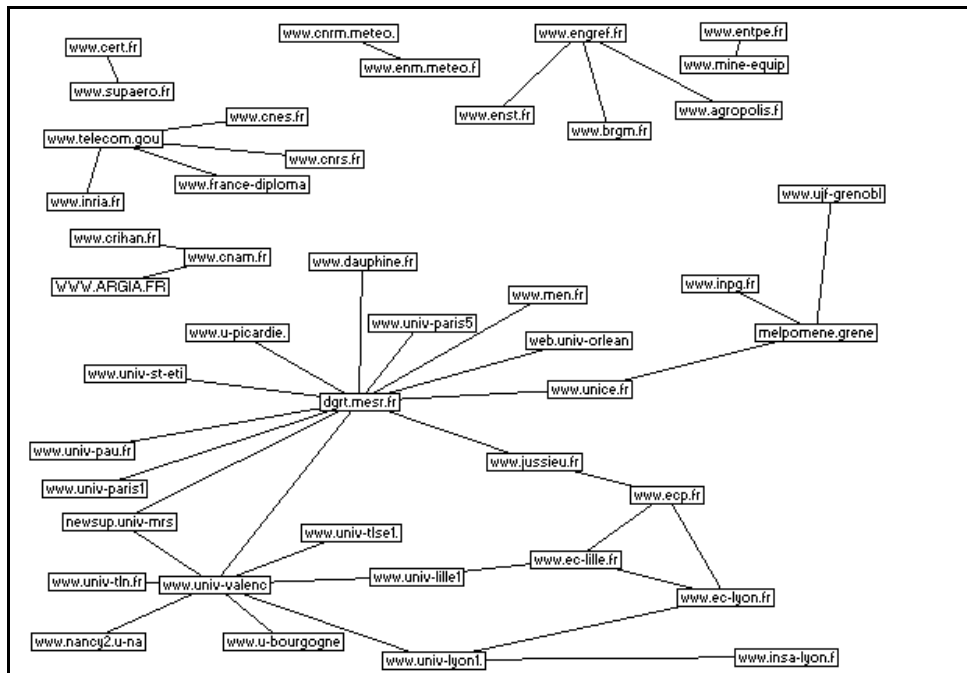 www.cnrm.meteo.
www.engref.fr
www.entpe.fr
www.cert.fr
www.enm.meteo.f
www.mine-equip
www.supaero.fr
www.cnes.fr
www.enst.fr
www.agropolis.f
www.brgm.fr
www.telecom.gou
www.cnrs.fr
www.france-diploma
www.inria.fr
www.ujf-grenobl
www.crihan.fr
www.cnam.fr
www.dauphine.fr
WWW.ARGIA.FR
www.inpg.fr
www.men.fr
www.univ-paris5
www.u-picardie.
web.univ-orlean
melpomene.grene
www.univ-st-eti
www.unice.fr
dgrt.mesr.fr
www.univ-pau.fr
www.jussieu.fr
www.univ-paris1
www.ecp.fr
newsup.univ-mrs
www.univ-tlse1.
www.ec-lille.fr
www.univ-tln.fr
www.univ-valenc
www.univ-lille1
www.ec-lyon.fr
www.nancy2.u-na
www.u-bourgogne
www.univ-lyon1.
www.insa-lyon.f